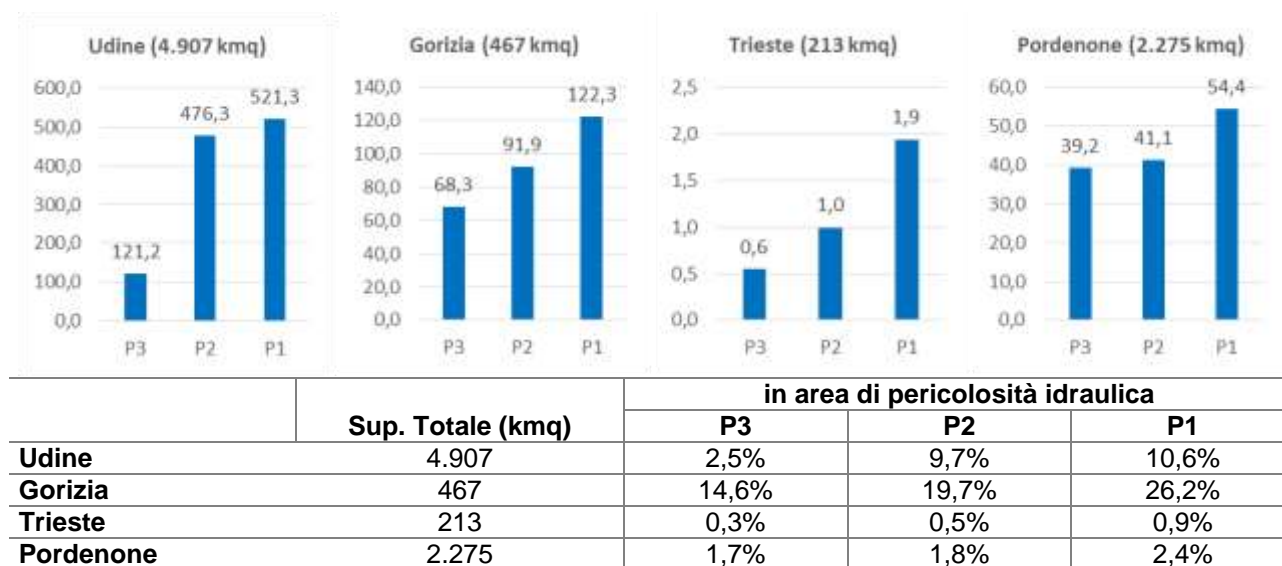 Udine (4.907 kmq)
600,0
500,0
400,0
300,0
200,0
100,0
0,0
121,2
476,3
521,3
P3 P2 P1
Gorizia (467 kmq)
140,0
120,0
100,0
80,0
60,0
40,0
20,0
0,0
68,3
91,9
122,3
P3 P2 P1
Trieste (213 kmq)
2,5
2,0
1,5
1,0
0,5
0,0
0,6
1,0
1,9
P3 P2 P1
Pordenone (2.275 kmq)
60,0
50,0
40,0
30,0
20,0
10,0
0,0
39,2
41,1
54,4
P3 P2 P1
in area di pericolosità idraulica
Sup. Totale (kmq) P3 P2 P1
Udine 4.907 2,5% 9,7% 10,6%
Gorizia 467 14,6% 19,7% 26,2%
Trieste 213 0,3% 0,5% 0,9%
Pordenone 2.275 1,7% 1,8% 2,4%